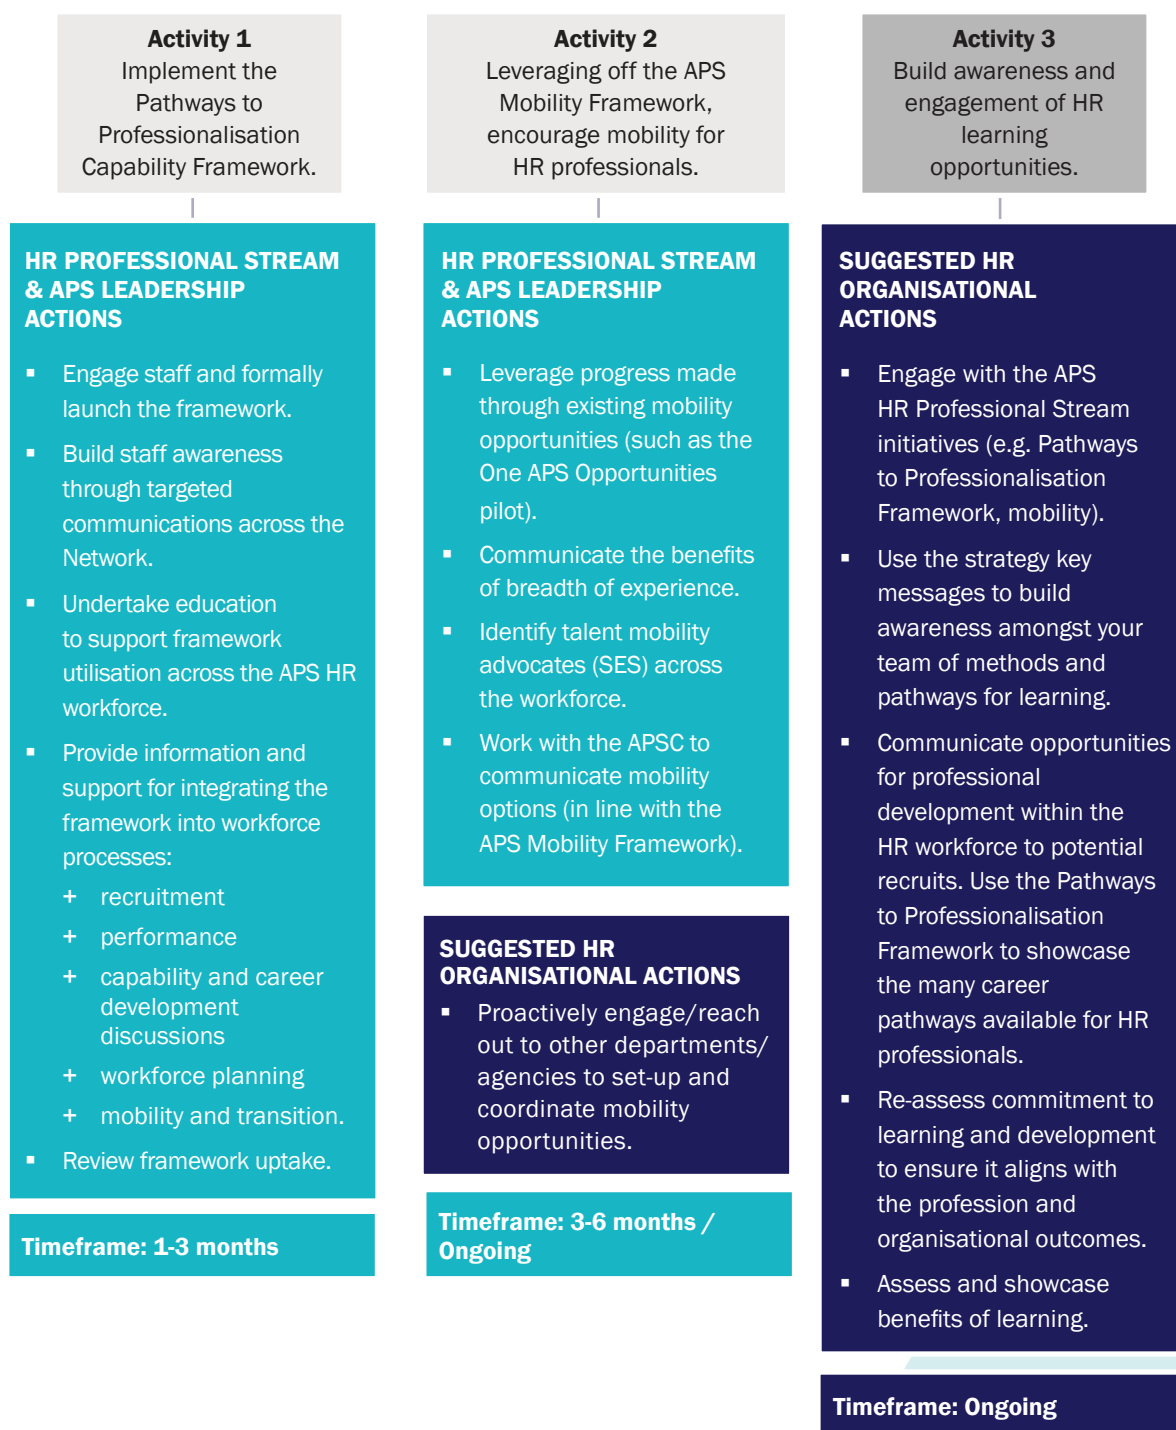 Activity 1
Implement the
Pathways to
Professionalisation
Capability Framework.
HR PROFESSIONAL STREAM
& APS LEADERSHIP
ACTIONS
▪ Engage staff and formally
launch the framework.
▪ Build staff awareness
through targeted
communications across the
Network.
▪ Undertake education
to support framework
utilisation across the APS HR
workforce.
▪ Provide information and
support for integrating the
framework into workforce
processes:
+ recruitment
+ performance
+ capability and career
development
discussions
+ workforce planning
+ mobility and transition.
▪ Review framework uptake.
Timeframe: 1-3 months
Activity 2
Leveraging off the APS
Mobility Framework,
encourage mobility for
HR professionals.
HR PROFESSIONAL STREAM
& APS LEADERSHIP
ACTIONS
▪ Leverage progress made
through existing mobility
opportunities (such as the
One APS Opportunities
pilot).
▪ Communicate the benefits
of breadth of experience.
▪ Identify talent mobility
advocates (SES) across
the workforce.
▪ Work with the APSC to
communicate mobility
options (in line with the
APS Mobility Framework).
SUGGESTED HR
ORGANISATIONAL ACTIONS
▪ Proactively engage/reach
out to other departments/
agencies to set-up and
coordinate mobility
opportunities.
Timeframe: 3-6 months /
Ongoing
Activity 3
Build awareness and
engagement of HR
learning
opportunities.
SUGGESTED HR
ORGANISATIONAL
ACTIONS
▪ Engage with the APS
HR Professional Stream
initiatives (e.g. Pathways
to Professionalisation
Framework, mobility).
▪ Use the strategy key
messages to build
awareness amongst your
team of methods and
pathways for learning.
▪ Communicate opportunities
for professional
development within the
HR workforce to potential
recruits. Use the Pathways
to Professionalisation
Framework to showcase
the many career
pathways available for HR
professionals.
▪ Re-assess commitment to
learning and development
to ensure it aligns with
the profession and
organisational outcomes.
▪ Assess and showcase
benefits of learning.
Timeframe: Ongoing